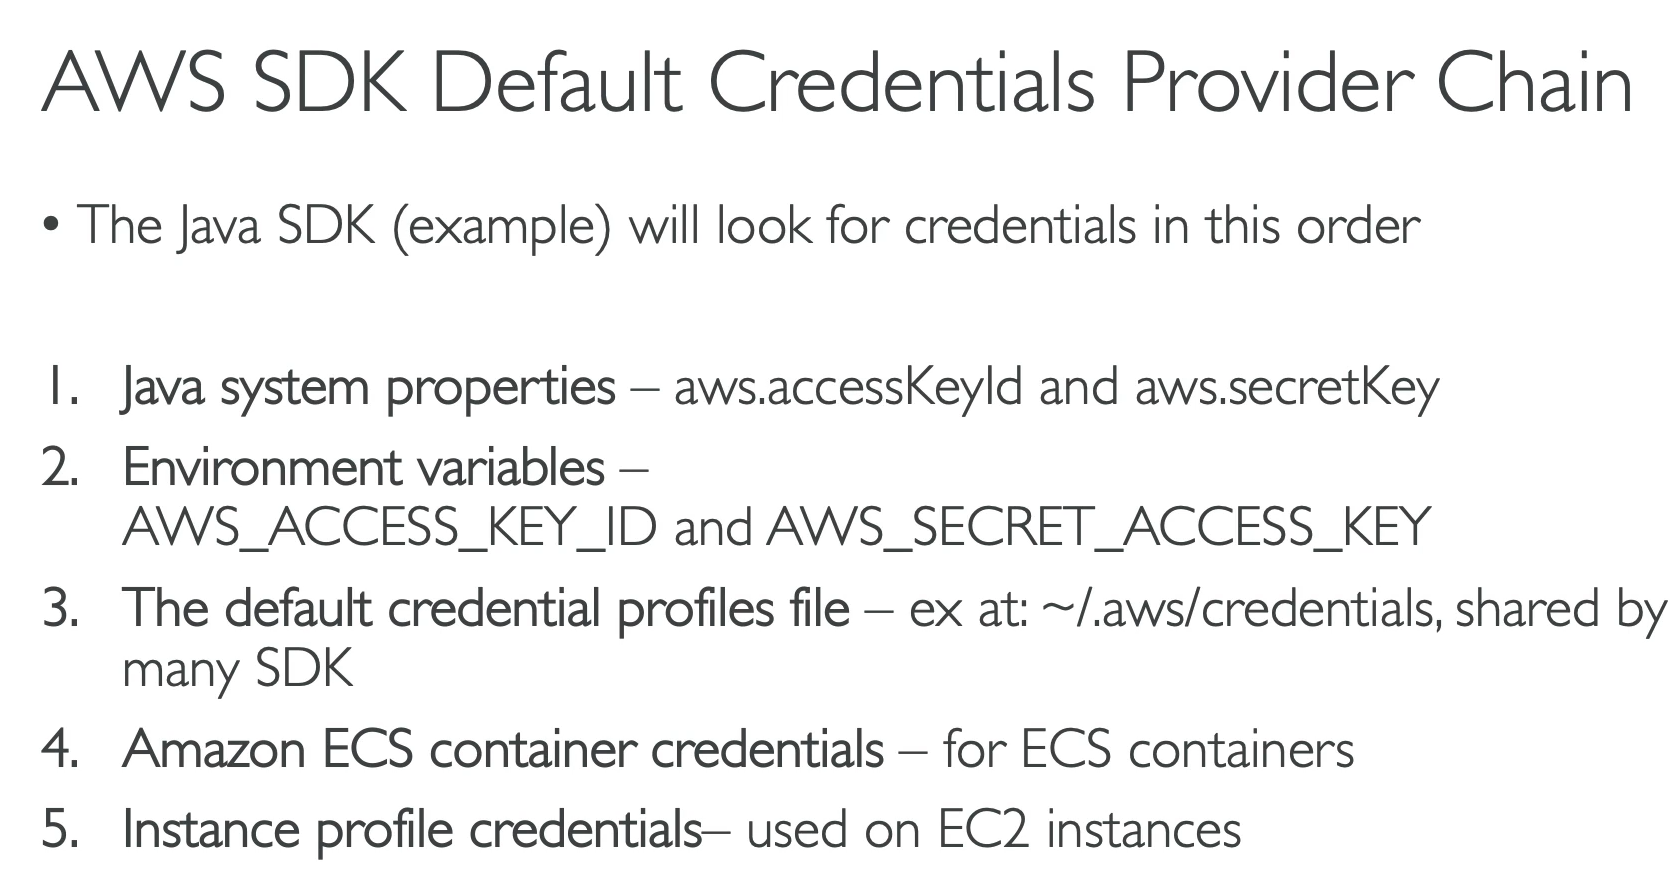 AWS SDK Default Credentials Provider Chain
• The Java SDK (example) will look for credentials in this order
1. Java system properties – aws.accessKeyId and aws.secretKey
2. Environment variables –
AWS_ACCESS_KEY_ID and AWS_SECRET_ACCESS_KEY
3. The default credential profiles file – ex at: ~/.aws/credentials, shared by
many SDK
4. Amazon ECS container credentials – for ECS containers
5. Instance profile credentials– used on EC2 instances